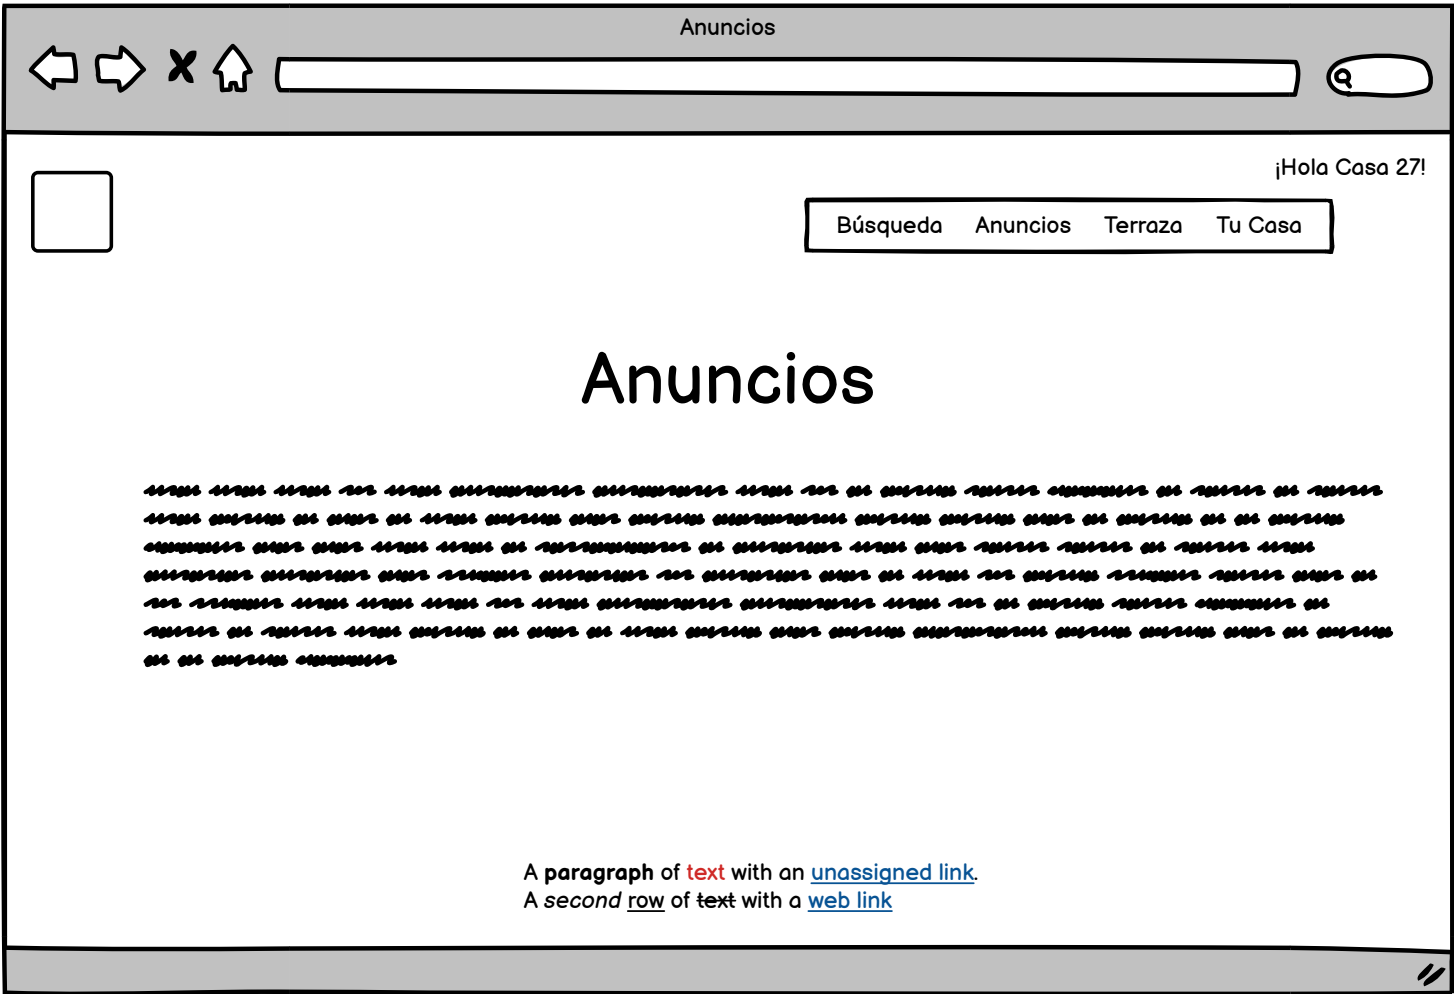 Anuncios
¡Hola Casa 27!
Búsqueda Anuncios Terraza Tu Casa
Anuncios
A paragraph of text with an unassigned link.
A second row of text with a web link